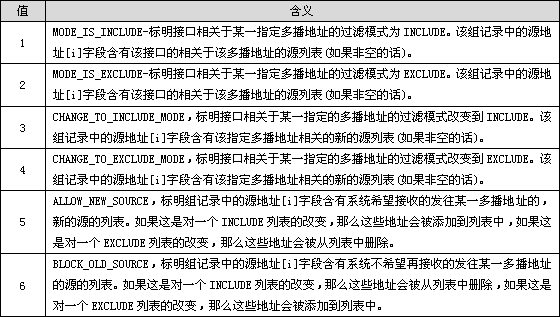 值 含义
1 MODE_IS_INCLUDE-标明接口相关于某一指定多播地址的过滤模式为 INCLUDE。该组记录中的源地
址[i]字段含有该接口的相关于该多播地址的源列表(如果非空的话)。
2 MODE_IS_EXCLUDE-标明接口相关于某一指定多播地址的过滤模式为 EXCLUDE。该组记录中的源地
址[i]字段含有该接口的相关于该多播地址的源列表(如果非空的话)。
3 CHANGE_TO_INCLUDE_MODE，标明接口相关于某一指定的多播地址的过滤模式改变到 INCLUDE。该
组记录中的源地址[i]字段含有该指定多播地址相关的新的源列表(如果非空的话)。
4 CHANGE_TO_EXCLUDE_MODE，标明接口相关于某一指定的多播地址的过滤模式改变到 EXCLUDE。该
组记录中的源地址[i]字段含有该指定多播地址相关的新的源列表(如果非空的话)。
5 ALLOW_NEW_SOURCE，标明组记录中的源地址[i]字段含有系统希望接收的发往某一多播地址的，
新的源的列表。如果这是对一个 INCLUDE 列表的改变，那么这些地址会被添加到列表中，如果这
是对一个 EXCLUDE 列表的改变，那么这些地址会被从列表中删除。
6 BLOCK_OLD_SOURCE，标明组记录中的源地址[i]字段含有系统不希望再接收的发往某一多播地址
的源的列表。如果这是对一个 INCLUDE 列表的改变，那么这些地址会被从列表中删除，如果这是
对一个 EXCLUDE 列表的改变，那么这些地址会被添加到列表中。